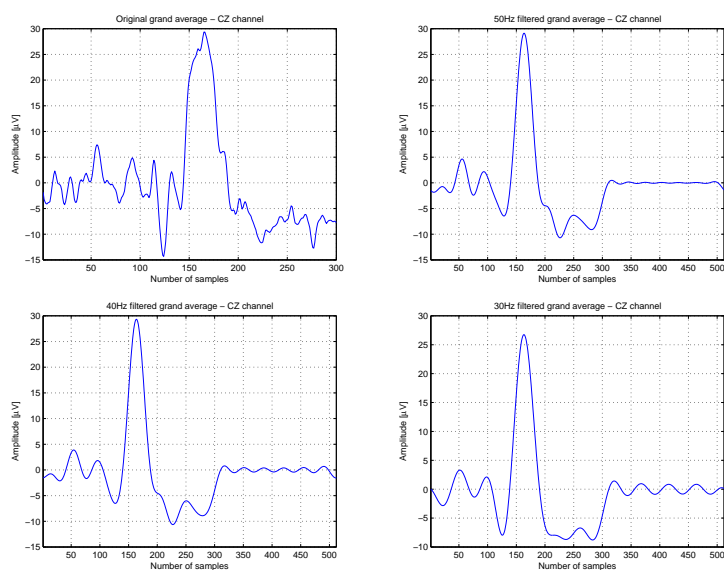 Original grand average − CZ channel
30
25
20
15
10
5
0
−5
−10
−15
Amplitude [µV]
50 100 150 200 250 300
Number of samples
50Hz filtered grand average − CZ channel
30
25
20
15
10
5
0
−5
−10
−15
Amplitude [µV]
50 100 150 200 250 300 350 400 450 500
Number of samples
40Hz filtered grand average − CZ channel
30
25
20
15
10
5
0
−5
−10
−15
Amplitude [µV]
50 100 150 200 250 300 350 400 450 500
Number of samples
30Hz filtered grand average − CZ channel
30
25
20
15
10
5
0
−5
−10
Amplitude [µV]
50 100 150 200 250 300 350 400 450 500
Number of samples